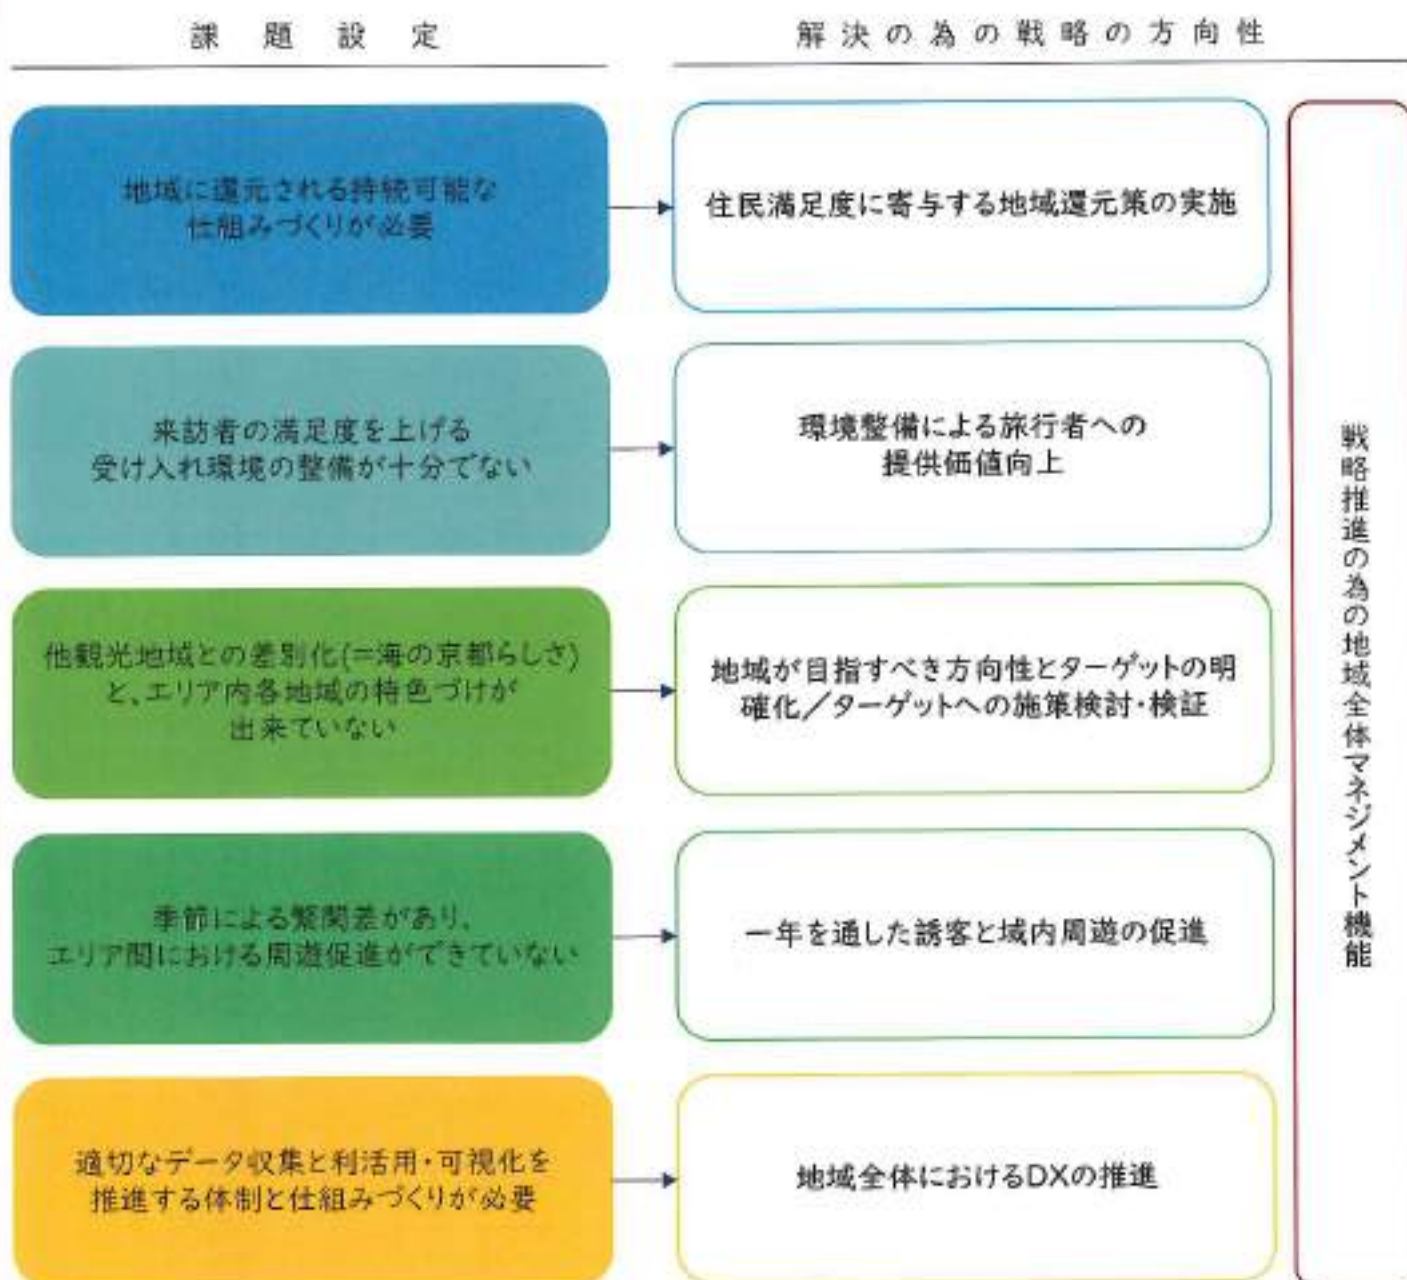 課題設定
解決の為の戦略の方向性
地域に還元される持続可能な
仕組みづくりが必要
住民満足度に寄与する地域還元策の実施
来訪者の満足度を上げる
受け入れ環境の整備が十分でない
環境整備による旅行者への
提供価値向上
他観光地域との差別化(=海の京都らしさ)
と、エリア内各地域の特色づけが
出来ていない
地域が目指すべき方向性とターゲットの明
確化／ターゲットへの施策検討・検証
季節による繁閑差があり、
エリア間における周遊促進ができていない
一年を通した誘客と域内周遊の促進
適切なデータ収集と利活用・可視化を
推進する体制と仕組みづくりが必要
地域全体におけるDXの推進
戦略推進の為の地域全体マネジメント機能